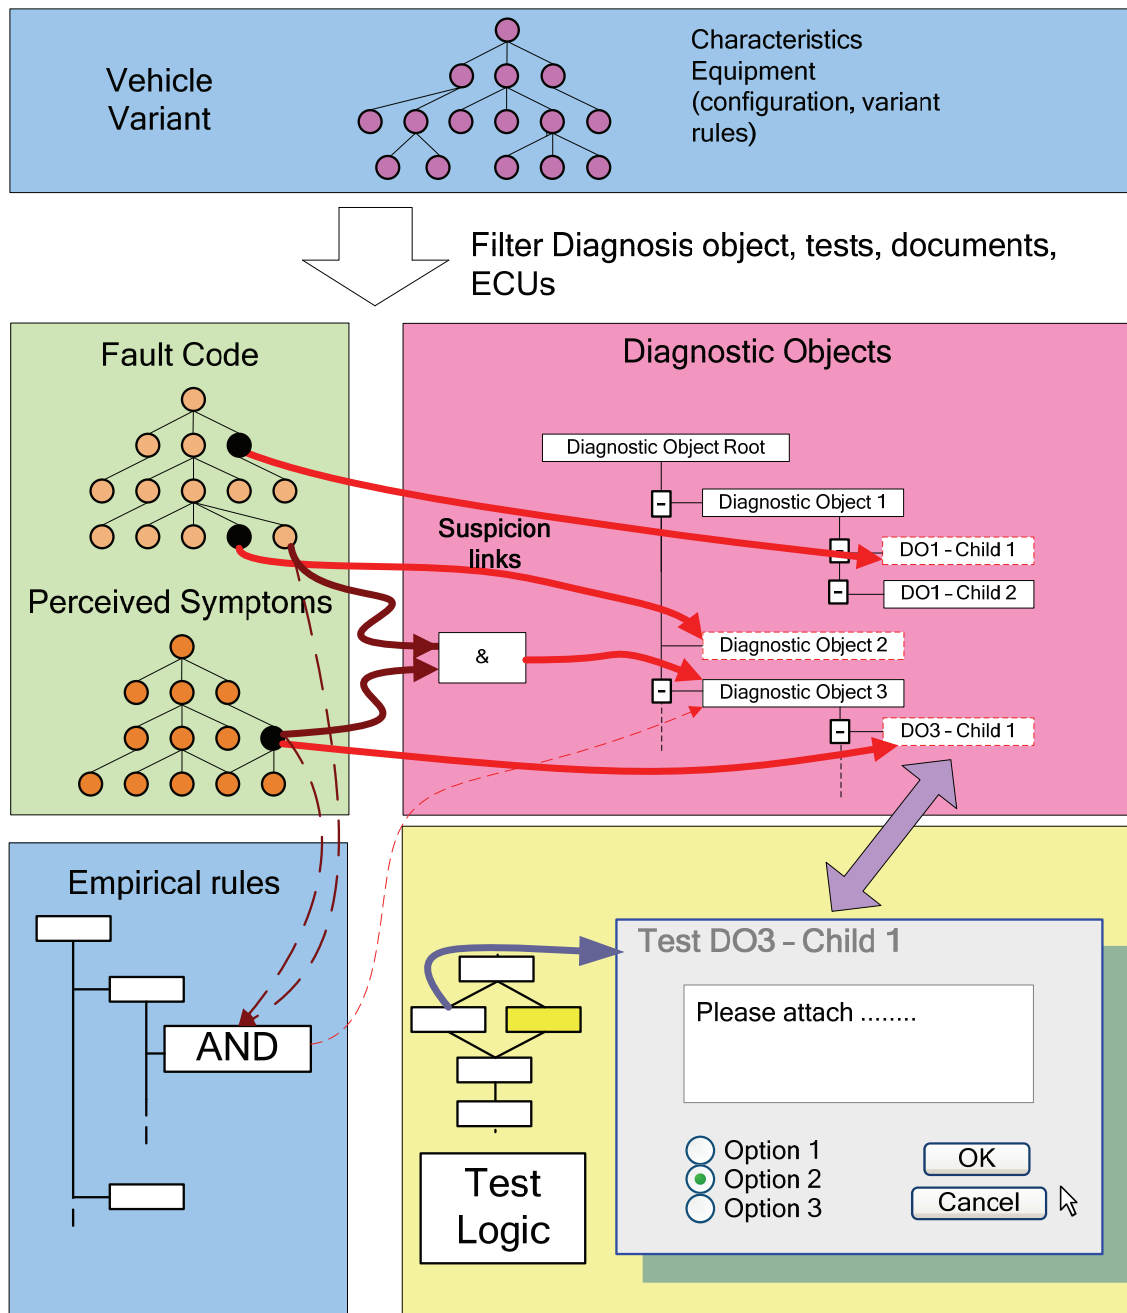 Vehicle
Variant
Characteristics
Equipment
(configuration, variant
rules)
Filter Diagnosis object, tests, documents,
ECUs
Fault Code
Perceived Symptoms
Diagnostic Objects
Diagnostic Object Root
Diagnostic Object 1
DO1 – Child 1
DO1 – Child 2
Suspicion
links
&
Diagnostic Object 2
Diagnostic Object 3
DO3 – Child 1
Empirical rules
AND
Test
Logic
Test DO3 – Child 1
Please attach ........
Option 1
Option 2
Option 3
OK
Cancel